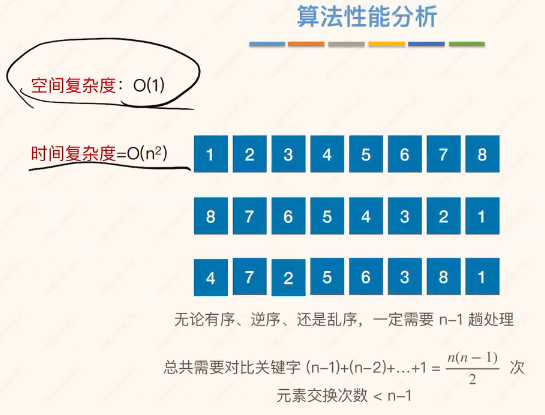 算法性能分析
空间复杂度：O(1)
时间复杂度=O(n²)
1 2 3 4 5 6 7 8
8 7 6 5 4 3 2 1
4 7 2 5 6 3 8 1
无论有序、逆序、还是乱序，一定需要 n-1 趟处理
总共需要对比关键字 (n-1)+(n-2)+…+1 = n(n − 1)/2 次
元素交换次数 < n-1